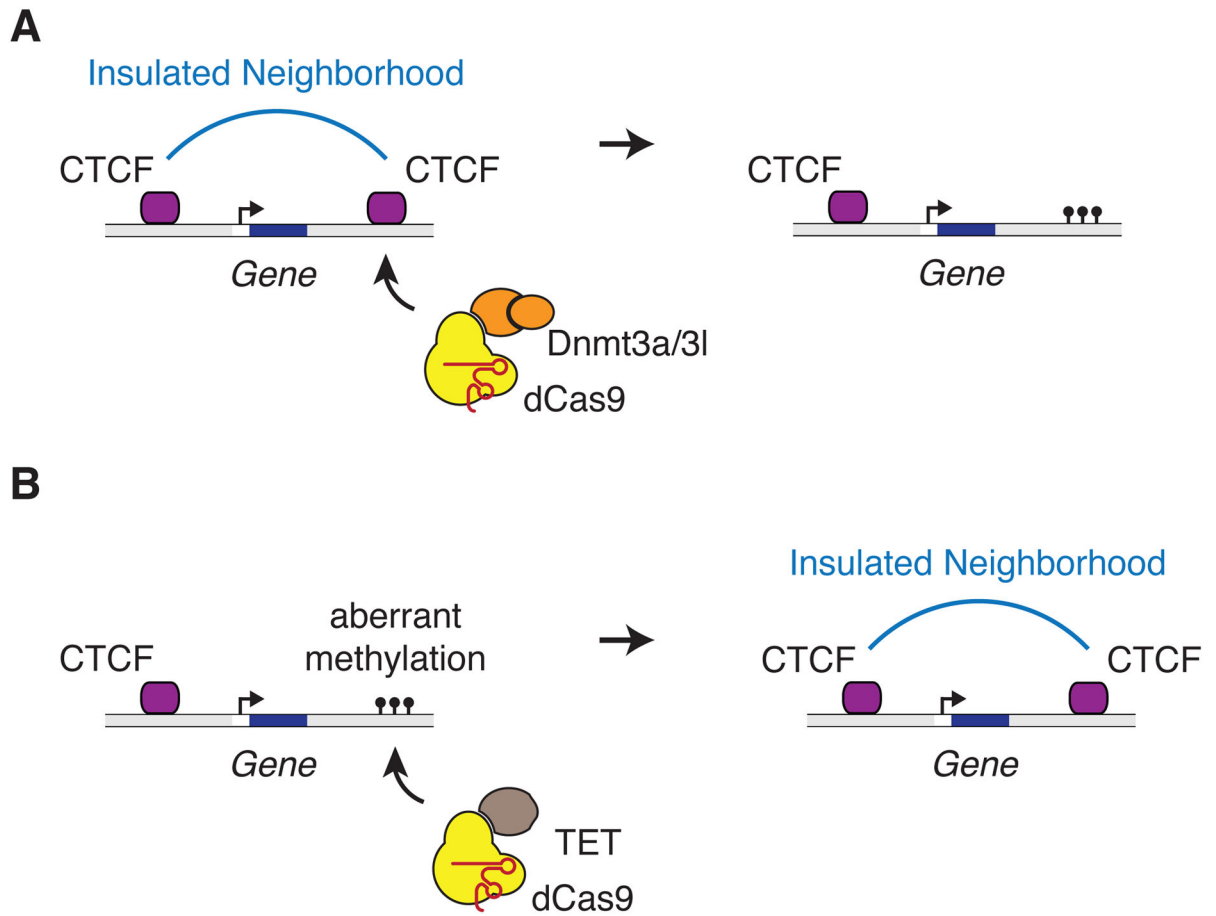 A
Insulated Neighborhood
CTCF
CTCF
Gene
Dnmt3a/3l
dCas9
CTCF
Gene
B
aberrant
methylation
CTCF
Gene
TET
dCas9
Insulated Neighborhood
CTCF
CTCF
Gene